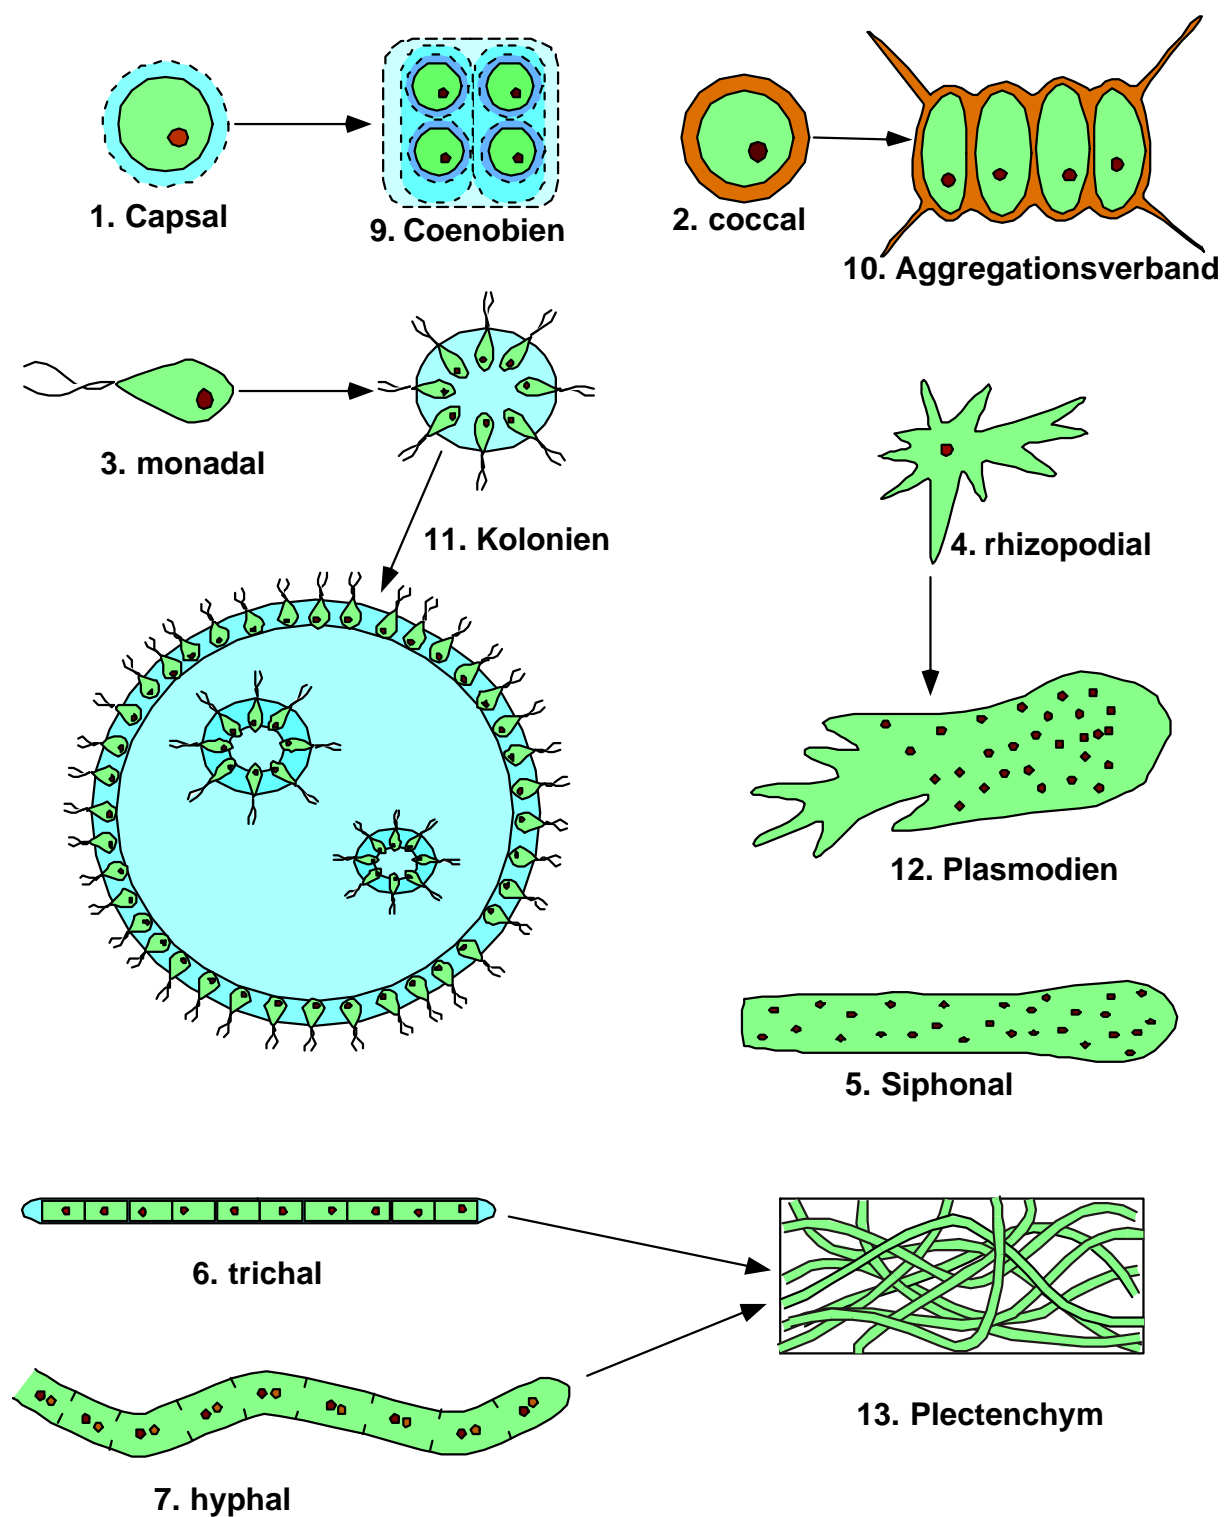 1. Capsal
9. Coenobien
2. coccal
10. Aggregationsverband
3. monadal
11. Kolonien
4. rhizopodial
12. Plasmodien
5. Siphonal
6. trichal
13. Plectenchym
7. hyphal